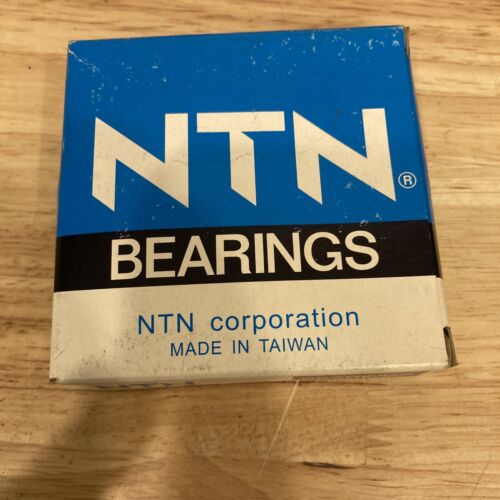 NTN®
BEARINGS
NTN corporation
MADE IN TAIWAN